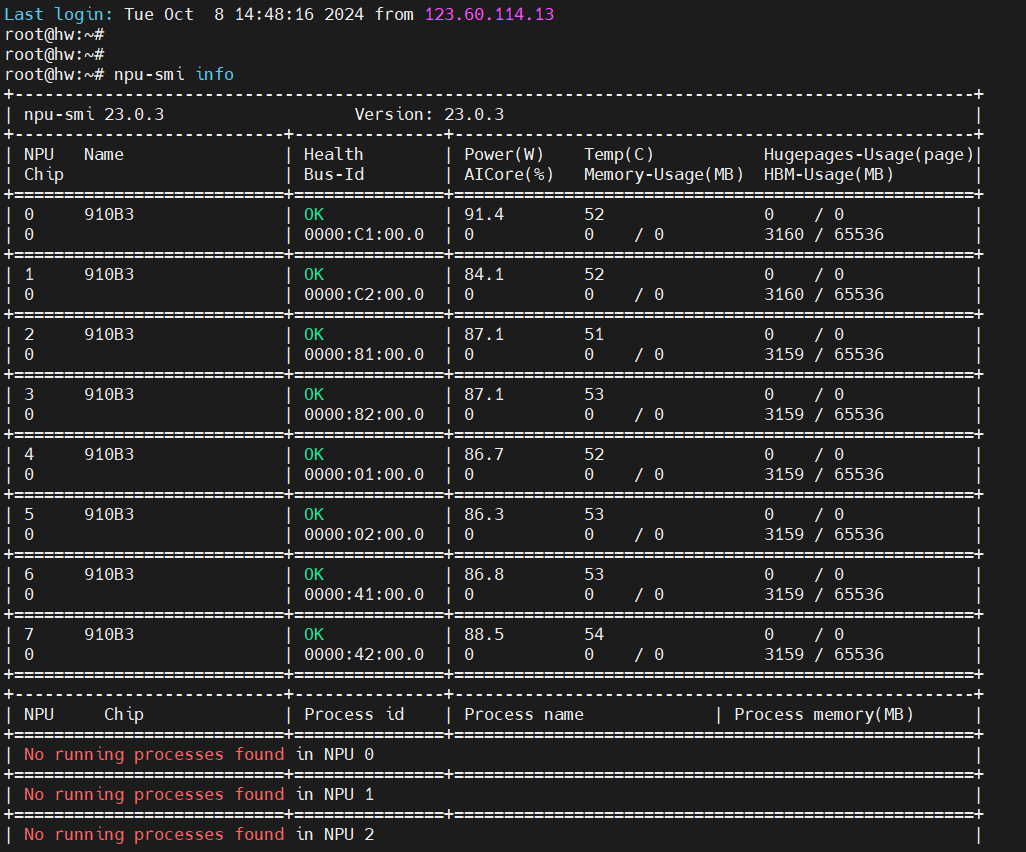 Last login: Tue Oct  8 14:48:16 2024 from 123.60.114.13
root@hw:~#
root@hw:~#
root@hw:~# npu-smi info
+------------------------------------------------------------------------------------------------+
| npu-smi 23.0.3                   Version: 23.0.3                                               |
+---------------------------+---------------+----------------------------------------------------+
| NPU   Name                | Health        | Power(W)    Temp(C)           Hugepages-Usage(page)|
| Chip                      | Bus-Id        | AICore(%)   Memory-Usage(MB)  HBM-Usage(MB)        |
+===========================+===============+====================================================+
| 0     910B3               | OK            | 91.4        52                0    / 0             |
| 0                         | 0000:C1:00.0  | 0           0    / 0          3160 / 65536         |
+===========================+===============+====================================================+
| 1     910B3               | OK            | 84.1        52                0    / 0             |
| 0                         | 0000:C2:00.0  | 0           0    / 0          3160 / 65536         |
+===========================+===============+====================================================+
| 2     910B3               | OK            | 87.1        51                0    / 0             |
| 0                         | 0000:81:00.0  | 0           0    / 0          3159 / 65536         |
+===========================+===============+====================================================+
| 3     910B3               | OK            | 87.1        53                0    / 0             |
| 0                         | 0000:82:00.0  | 0           0    / 0          3159 / 65536         |
+===========================+===============+====================================================+
| 4     910B3               | OK            | 86.7        52                0    / 0             |
| 0                         | 0000:01:00.0  | 0           0    / 0          3159 / 65536         |
+===========================+===============+====================================================+
| 5     910B3               | OK            | 86.3        53                0    / 0             |
| 0                         | 0000:02:00.0  | 0           0    / 0          3159 / 65536         |
+===========================+===============+====================================================+
| 6     910B3               | OK            | 86.8        53                0    / 0             |
| 0                         | 0000:41:00.0  | 0           0    / 0          3159 / 65536         |
+===========================+===============+====================================================+
| 7     910B3               | OK            | 88.5        54                0    / 0             |
| 0                         | 0000:42:00.0  | 0           0    / 0          3159 / 65536         |
+===========================+===============+====================================================+
+---------------------------+---------------+----------------------------------------------------+
| NPU     Chip              | Process id    | Process name             | Process memory(MB)      |
+===========================+===============+====================================================+
| No running processes found in NPU 0                                                            |
+===========================+===============+====================================================+
| No running processes found in NPU 1                                                            |
+===========================+===============+====================================================+
| No running processes found in NPU 2                                                            |